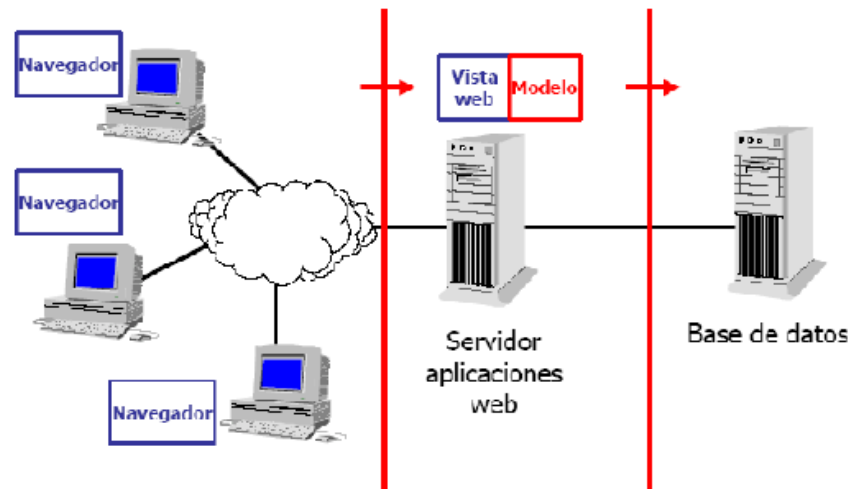 Navegador
Vista
web
Modelo
Navegador
Navegador
Servidor
aplicaciones
web
Base de datos